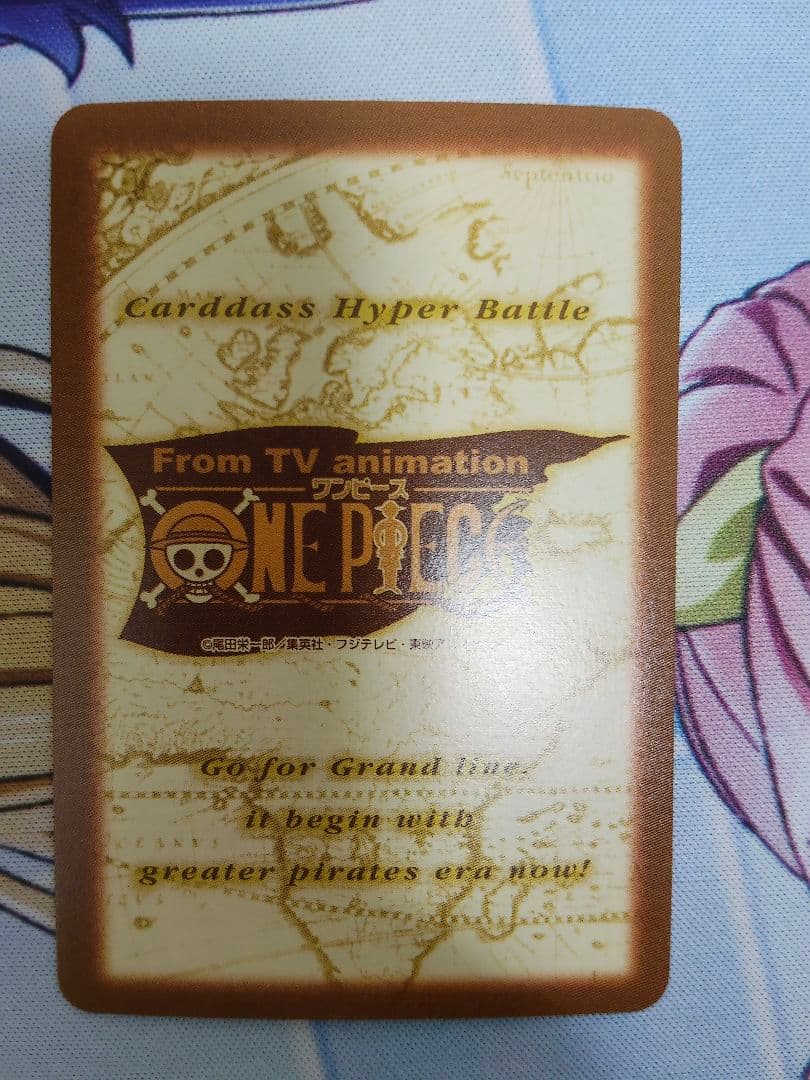 Septentrio
Carddass Hyper Battle
From TV animation
ワンピース
ONE PIECE
©尾田栄一郎／集英社・フジテレビ・東映ア
Go for Grand line.
it begin with
greater pirates era now!